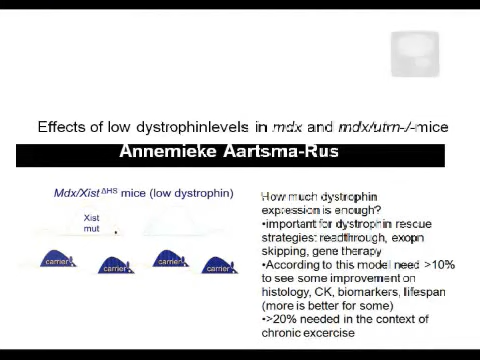 Effects of low dystrophinlevels in mdx and mdx/utrn-/-mice
Annemieke Aartsma-Rus
Mdx/Xist ΔHS mice (low dystrophin)
Xist
mut
carrier
carrier
carrier
carrier
How much dystrophin
expression is enough?
•important for dystrophin rescue
strategies: readthrough, exopn
skipping, gene therapy
•According to this model need >10%
to see some improvement on
histology, CK, biomarkers, lifespan
(more is better for some)
•>20% needed in the context of
chronic excercise